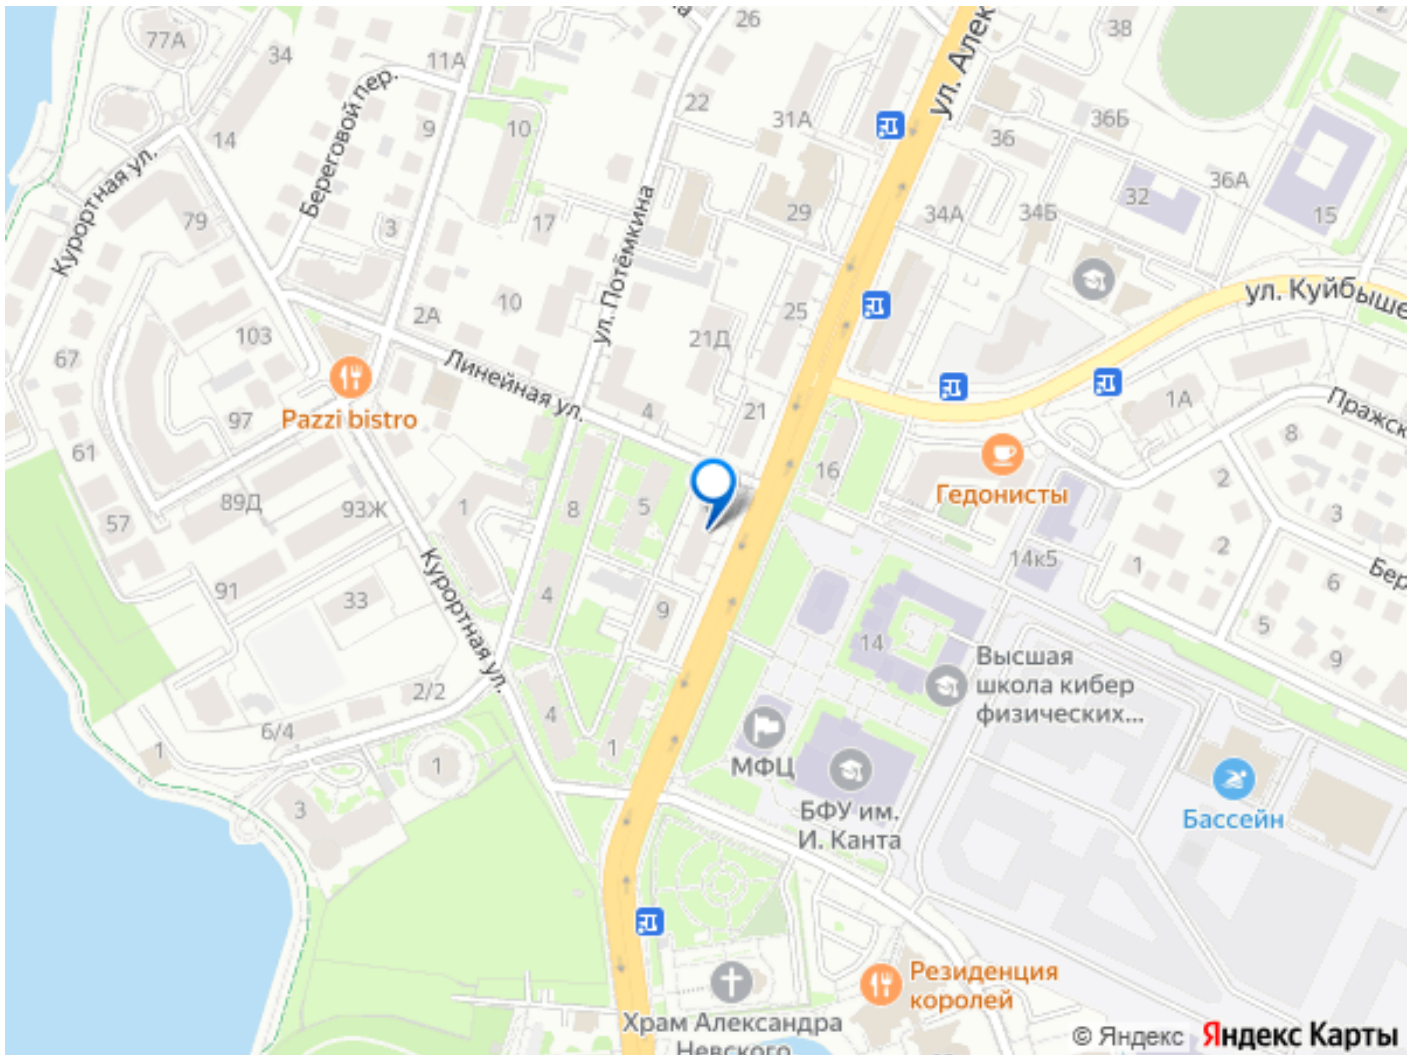 26
38
77А
34
11А
ул. Алек
Береговой пер.
22
31А
36Б
36
9
10
14
36А
Курортная ул.
32
29
34А
34Б
15
79
3
17
ул. Потёмкина
10
ул. Куйбыше
25
2А
103
21Д
67
Линейная ул.
Pazzi bistro
4
21
1А
Пражск
97
8
61
16
Гедонисты
2
89Д
93Ж
1
8
5
57
3
2
14к5
1
Бер
6
91
33
4
9
Курортная ул.
5
14
Высшая
школа кибер
физических...
9
2/2
4
6/4
1
1
МФЦ
1
3
БФУ им.
И. Канта
Бассейн
Резиденция
королей
Храм Александра
Невского
© Яндекс Яндекс Карты